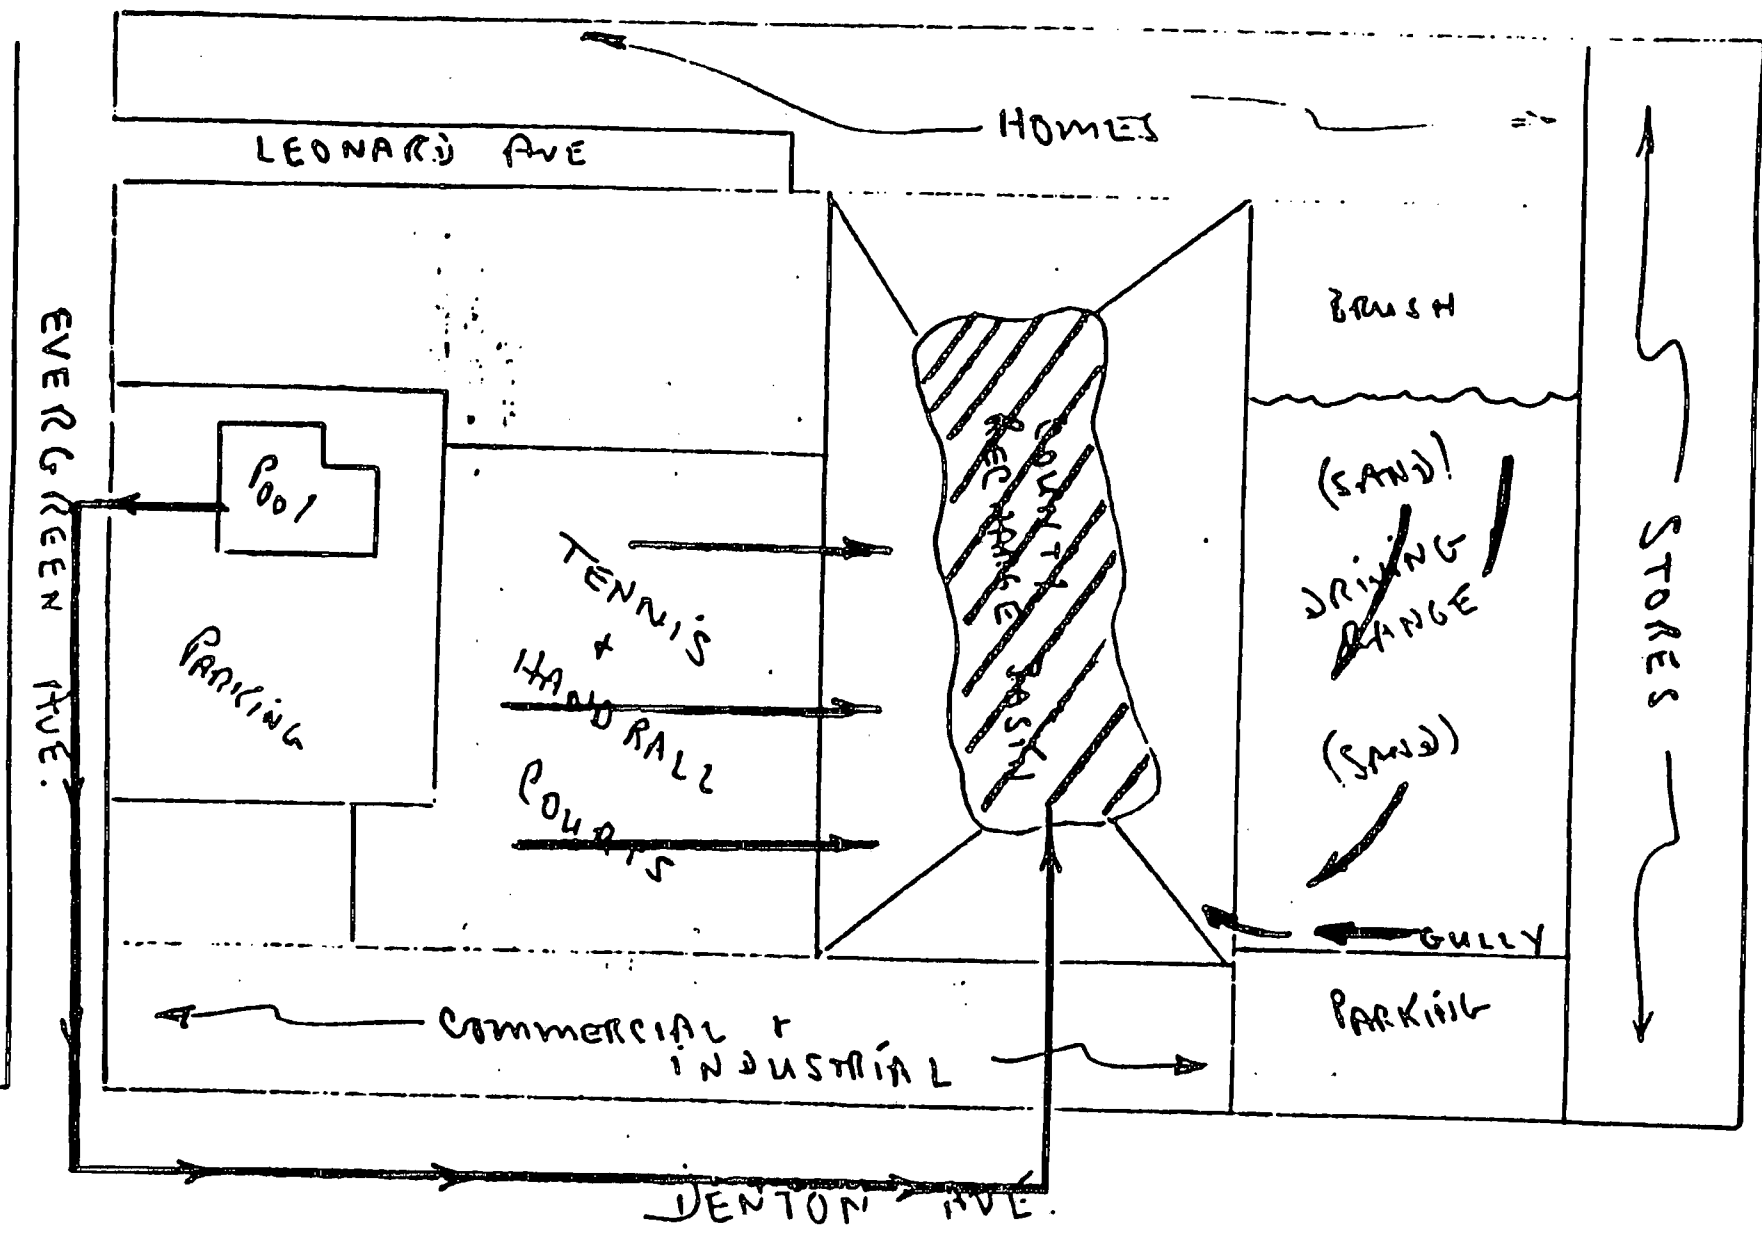 HOMES
LEONARD AVE
BRUSH
EVERGREEN AVE.
POOL
PARKING
TENNIS
+
HANDBALL
COURTS
COUNTY
RECHARGE BASIN
(SAND)
DRIVING
RANGE
(SAND)
GULLY
STORES
PARKING
COMMERCIAL +
INDUSTRIAL
DENTON AVE.